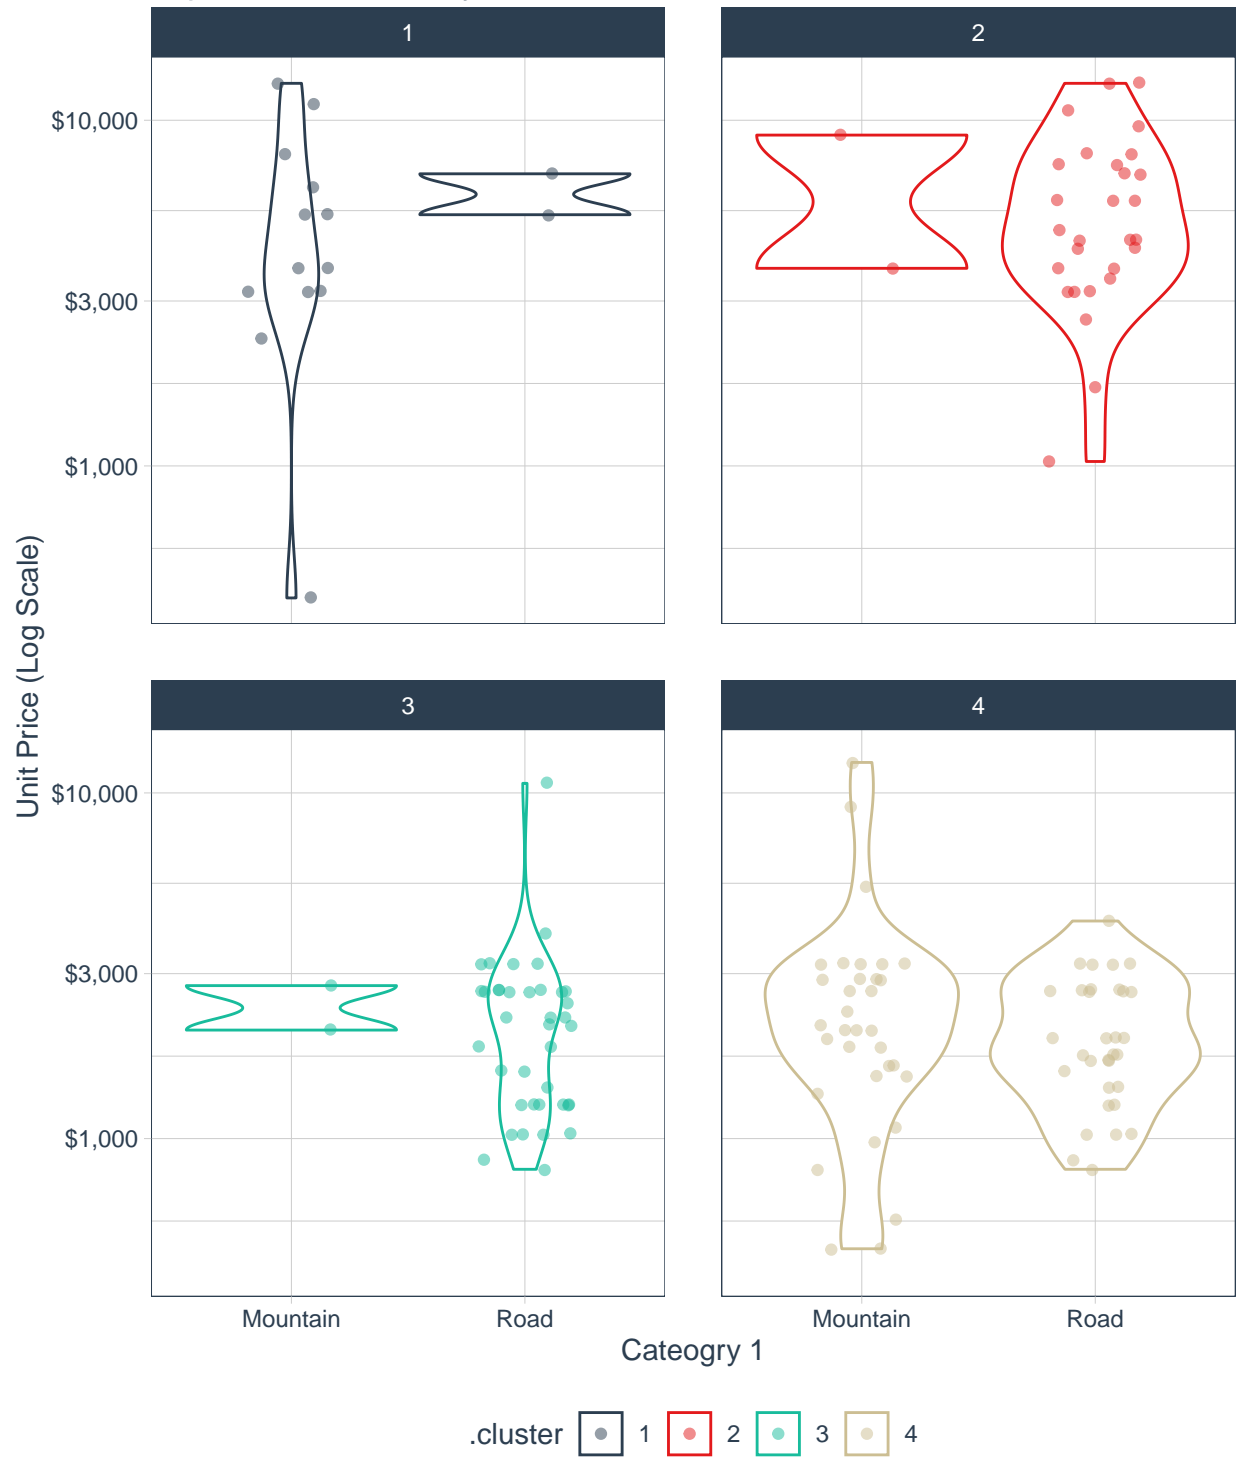 1
2
$10,000
$3,000
$1,000
Unit Price (Log Scale)
3
4
$10,000
$3,000
$1,000
Mountain
Road
Mountain
Road
Cateogry 1
.cluster
1
2
3
4